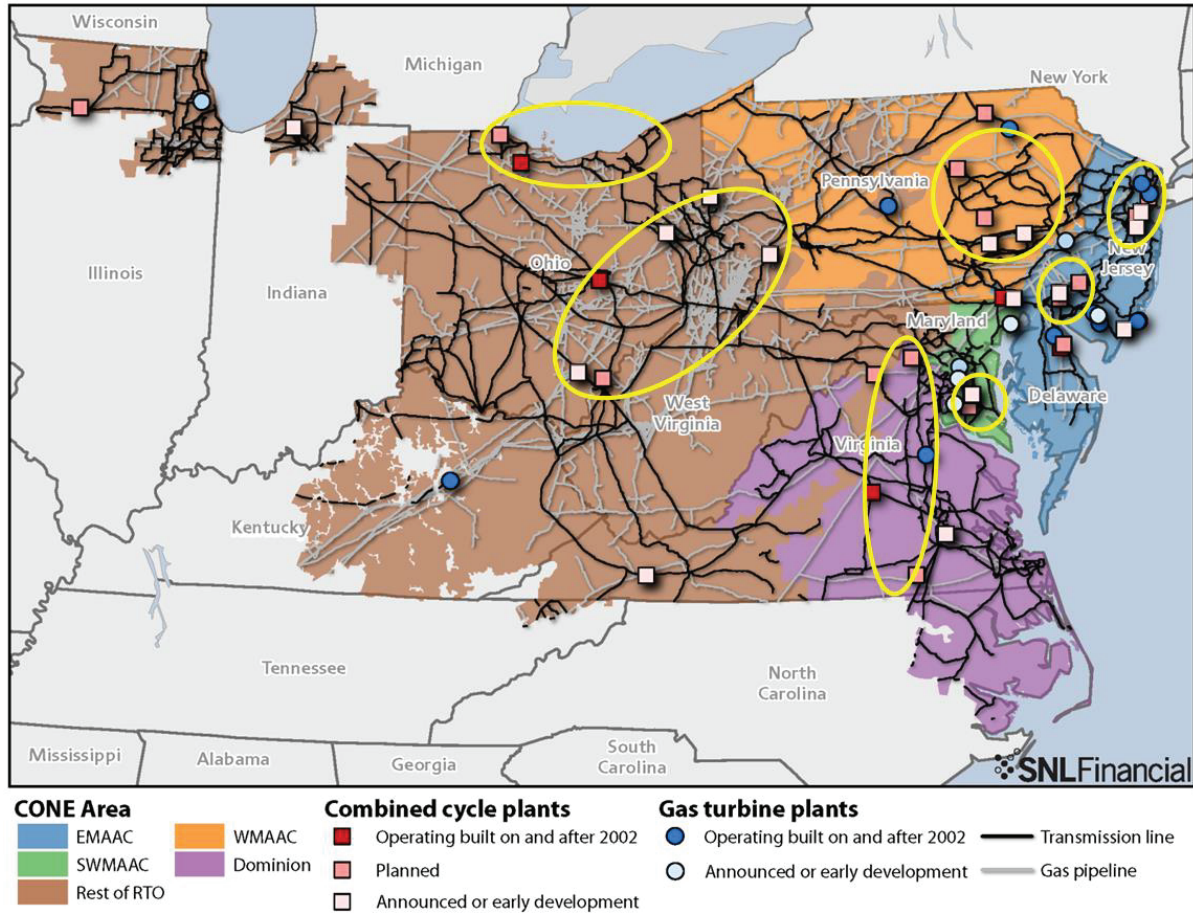 Wisconsin
Michigan
New York
Pennsylvania
Illinois
Indiana
Ohio
New
Jersey
Maryland
West
Virginia
Delaware
Virginia
Kentucky
Tennessee
North
Carolina
Mississippi
Alabama
Georgia
South
Carolina
SNLFinancial
CONE Area
EMAAC
WMAAC
SWMAAC
Dominion
Rest of RTO
Combined cycle plants
Operating built on and after 2002
Planned
Announced or early development
Gas turbine plants
Operating built on and after 2002
Announced or early development
Transmission line
Gas pipeline